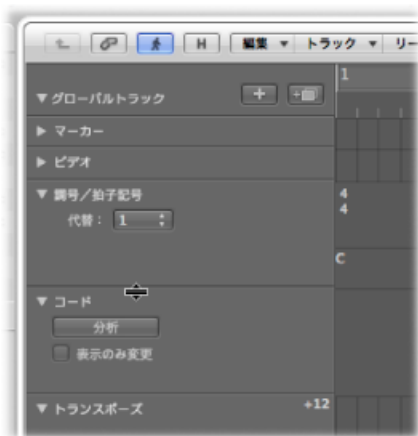 H 編集 トラック リー
1
グローバルトラック
マーカー
ビデオ
調号／拍子記号
4
4
代替： 1
C
コード
分析
表示のみ変更
トランスポーズ +12